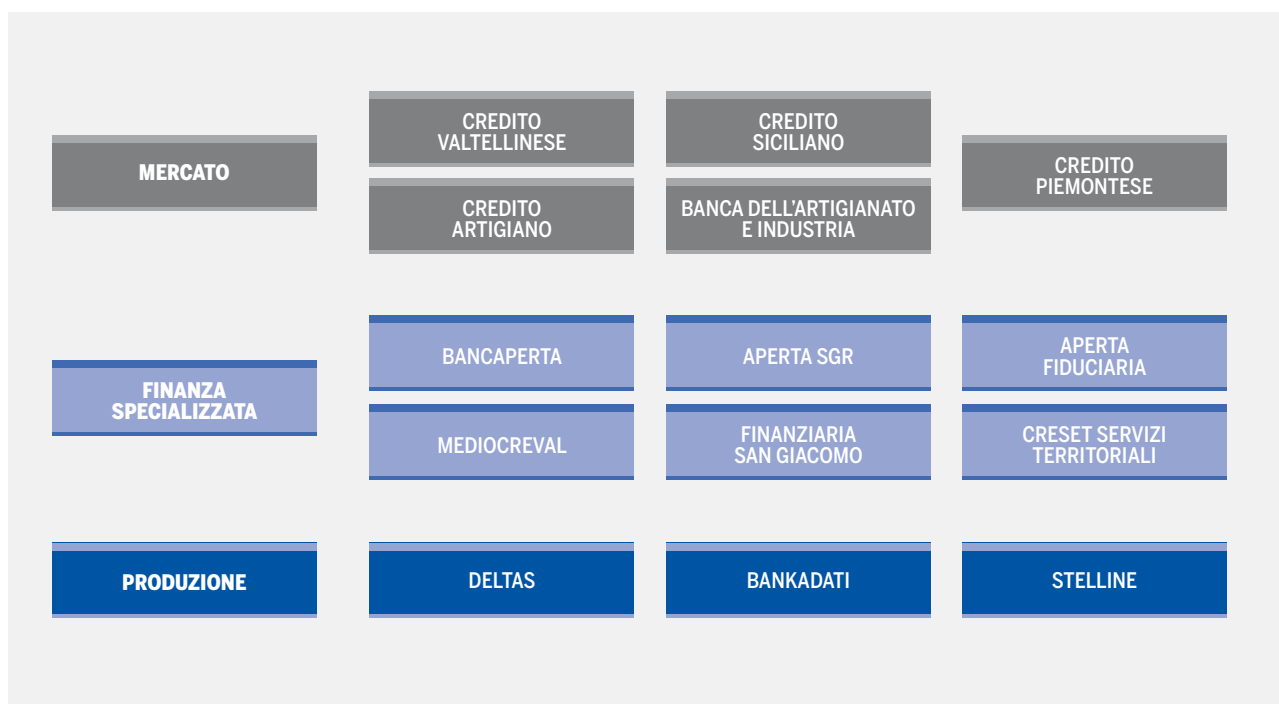 MERCATO
CREDITO
VALTELLINESE
CREDITO
SICILIANO
CREDITO
PIEMONTESE
CREDITO
ARTIGIANO
BANCA DELL'ARTIGIANATO
E INDUSTRIA
FINANZA
SPECIALIZZATA
BANCAPERTA
APERTA SGR
APERTA
FIDUCIARIA
MEDIOCREVAL
FINANZIARIA
SAN GIACOMO
CRESET SERVIZI
TERRITORIALI
PRODUZIONE
DELTAS
BANKADATI
STELLINE